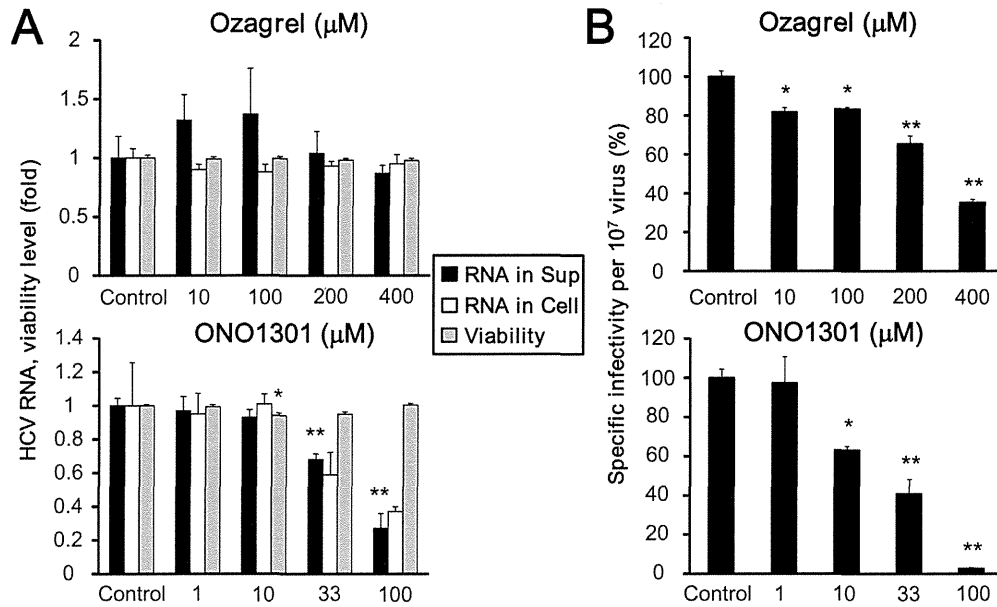 A
Ozagrel (μM)
2
1.5
1
0.5
0
Control 10 100 200 400
HCV RNA, viability level (fold)
RNA in Sup
RNA in Cell
Viability
ONO1301 (μM)
1.4
1.2
1
0.8
0.6
0.4
0.2
0
*
**
**
Control 1 10 33 100
B
Ozagrel (μM)
120
100
80
60
40
20
0
*
*
**
**
Control 10 100 200 400
Specific infectivity per 10⁷ virus (%)
ONO1301 (μM)
120
100
80
60
40
20
0
*
**
**
Control 1 10 33 100